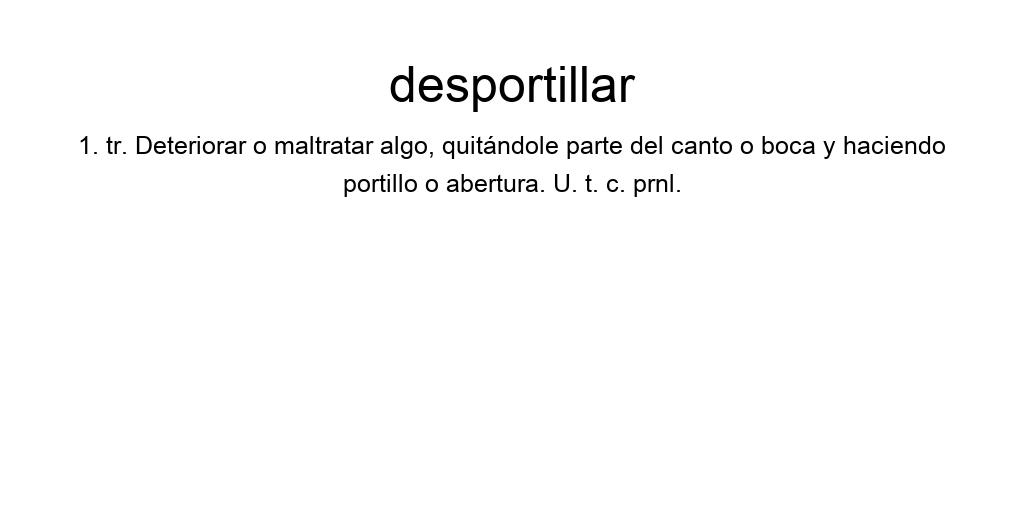 desportillar
1. tr. Deteriorar o maltratar algo, quitándole parte del canto o boca y haciendo
portillo o abertura. U. t. c. prnl.